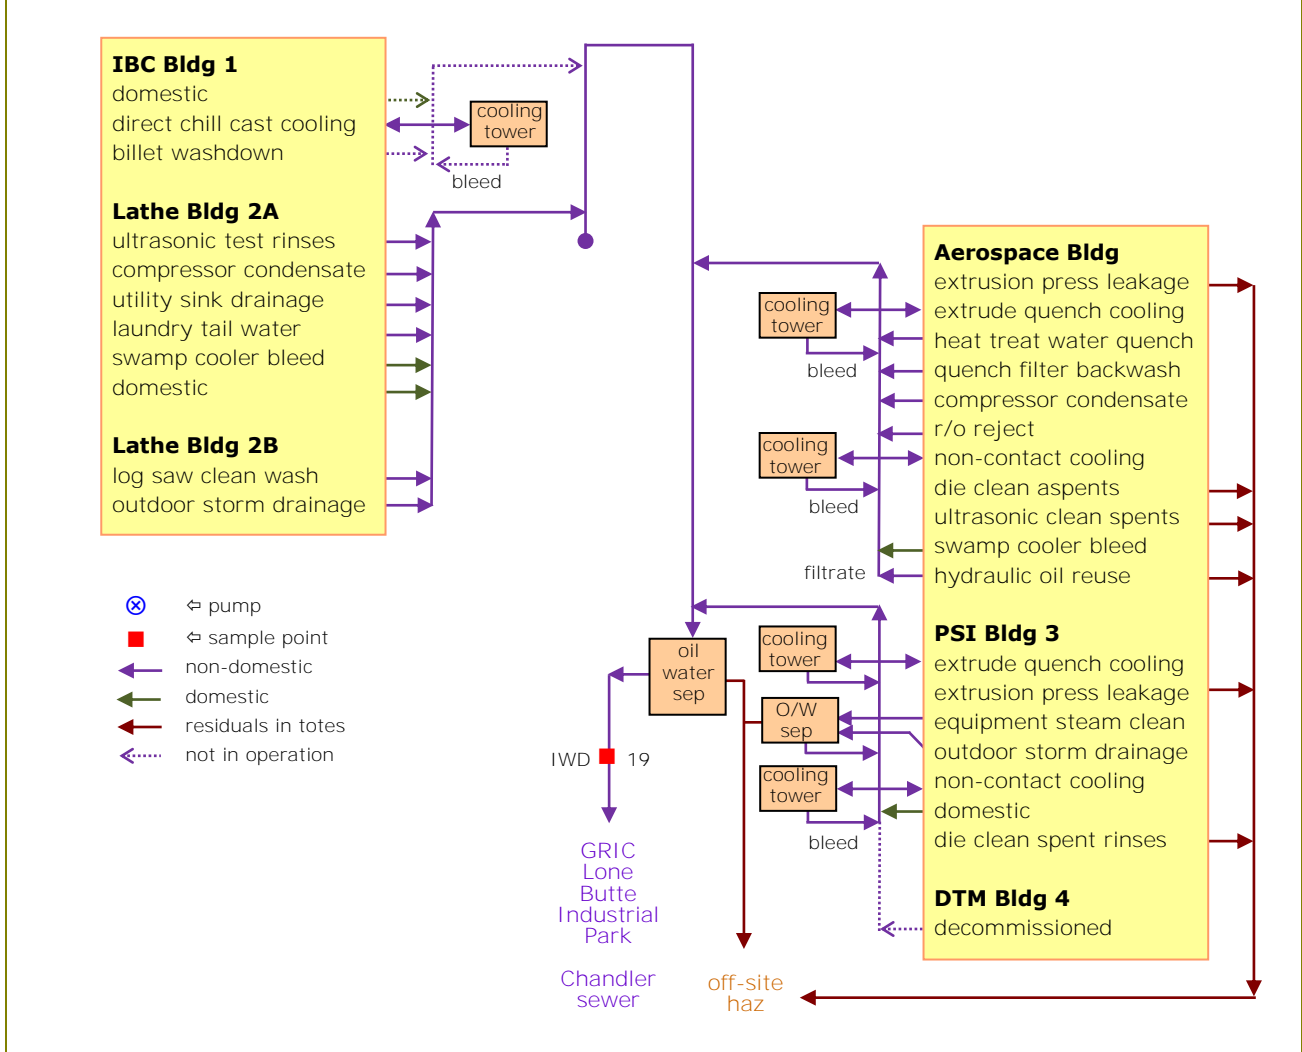 IBC Bldg 1
domestic
direct chill cast cooling
billet washdown
cooling
tower
bleed
Lathe Bldg 2A
ultrasonic test rinses
compressor condensate
utility sink drainage
laundry tail water
swamp cooler bleed
domestic
Lathe Bldg 2B
log saw clean wash
outdoor storm drainage
⇦ pump
⇦ sample point
non-domestic
domestic
residuals in totes
not in operation
Aerospace Bldg
extrusion press leakage
extrude quench cooling
heat treat water quench
quench filter backwash
compressor condensate
r/o reject
non-contact cooling
die clean aspents
ultrasonic clean spents
swamp cooler bleed
hydraulic oil reuse
cooling
tower
bleed
cooling
tower
bleed
filtrate
PSI Bldg 3
extrude quench cooling
extrusion press leakage
equipment steam clean
outdoor storm drainage
non-contact cooling
domestic
die clean spent rinses
DTM Bldg 4
decommissioned
cooling
tower
O/W
sep
cooling
tower
bleed
oil
water
sep
IWD 19
GRIC
Lone
Butte
Industrial
Park
Chandler
sewer
off-site
haz